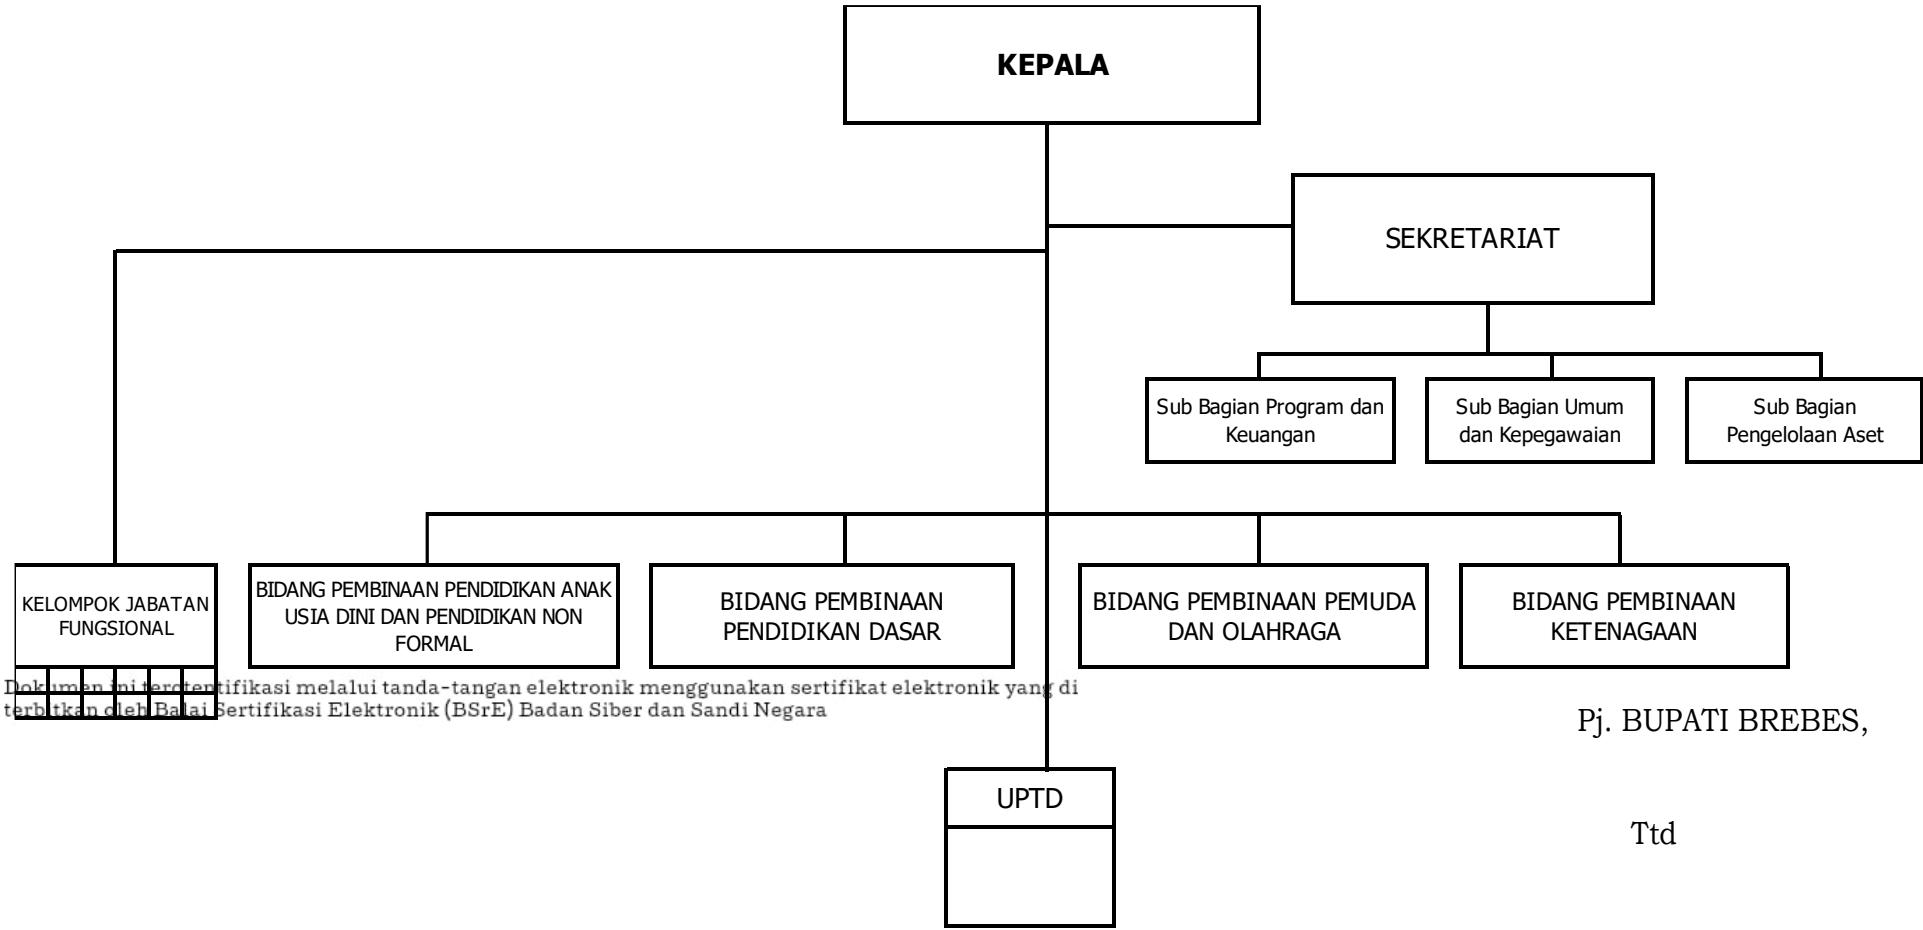 KEPALA
SEKRETARIAT
Sub Bagian Program dan
Keuangan
Sub Bagian Umum
dan Kepegawaian
Sub Bagian
Pengelolaan Aset
KELOMPOK JABATAN
FUNGSIONAL
BIDANG PEMBINAAN PENDIDIKAN ANAK
USIA DINI DAN PENDIDIKAN NON
FORMAL
BIDANG PEMBINAAN
PENDIDIKAN DASAR
BIDANG PEMBINAAN PEMUDA
DAN OLAHRAGA
BIDANG PEMBINAAN
KETENAGAAN
Dokumen ini terotentifikasi melalui tanda-tangan elektronik menggunakan sertifikat elektronik yang di
terbitkan oleh Balai Sertifikasi Elektronik (BSrE) Badan Siber dan Sandi Negara
Pj. BUPATI BREBES,
UPTD
Ttd